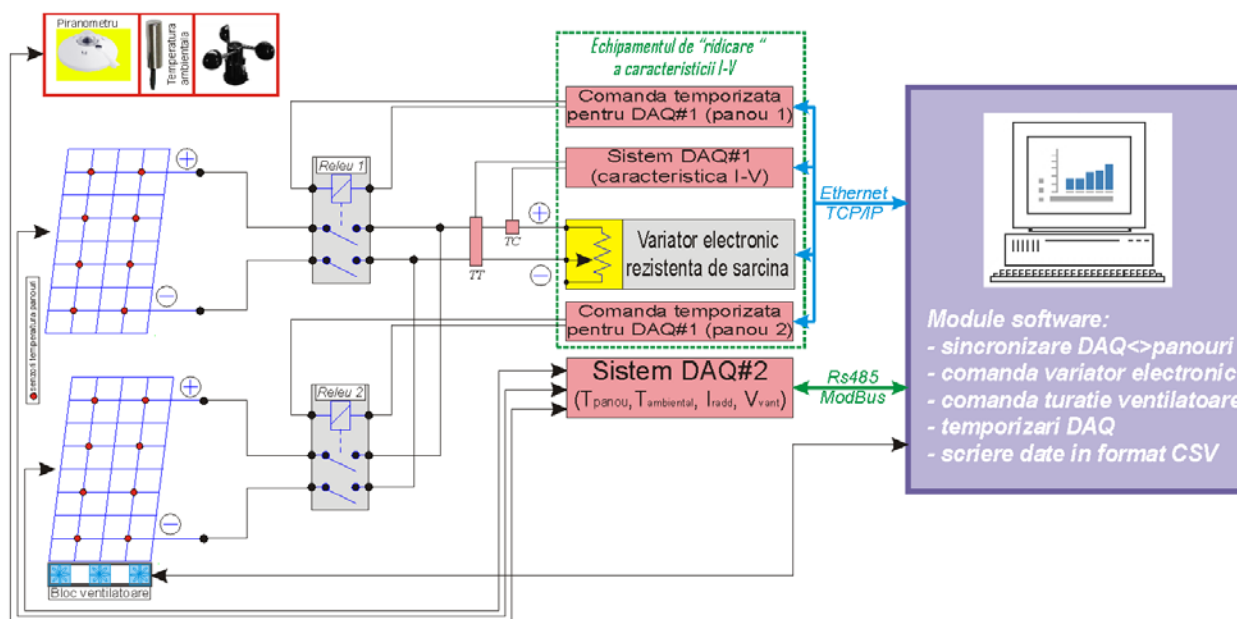 Piranometru
Temperatura
ambientala
Echipamentul de "ridicare "
a caracteristicii I-V
Comanda temporizata
pentru DAQ#1 (panou 1)
Sistem DAQ#1
(caracteristica I-V)
Ethernet
TCP/IP
Releu 1
+
+
TC
TT
Variator electronic
rezistenta de sarcina
−
−
Comanda temporizata
pentru DAQ#1 (panou 2)
senzori temperatura panouri
Sistem DAQ#2
(Tpanou, Tambiental, Iradd, Vvant)
Rs485
ModBus
Releu 2
+
−
Bloc ventilatoare
Module software:
- sincronizare DAQ<>panouri
- comanda variator electronic
- comanda turatie ventilatoare
- temporizari DAQ
- scriere date in format CSV